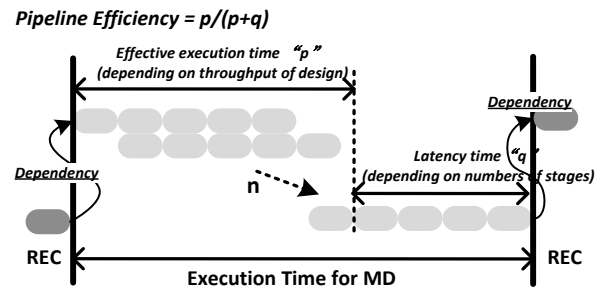 Pipeline Efficiency = p/(p+q)
Effective execution time “p”
(depending on throughput of design)
Dependency
Latency time “q”
(depending on numbers of stages)
Dependency
n
REC
REC
Execution Time for MD